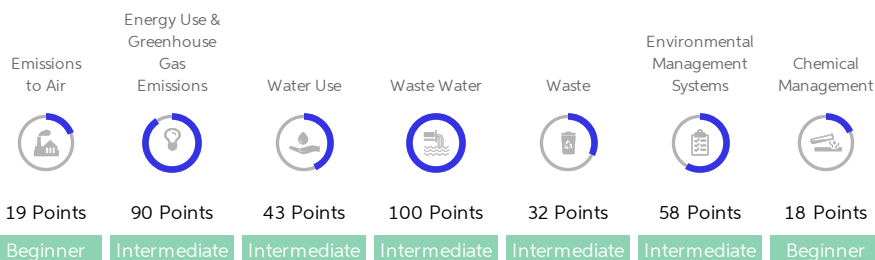 Emissions
to Air
Energy Use &
Greenhouse
Gas
Emissions
Water Use
Waste Water
Waste
Environmental
Management
Systems
Chemical
Management
19 Points
90 Points
43 Points
100 Points
32 Points
58 Points
18 Points
Beginner
Intermediate
Intermediate
Intermediate
Intermediate
Intermediate
Beginner